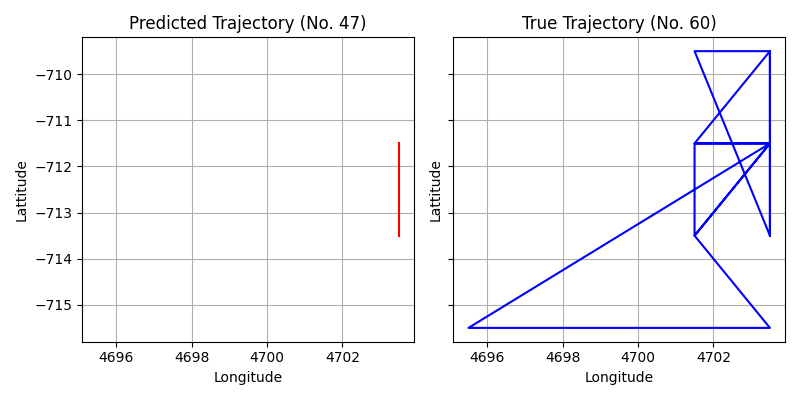 Predicted Trajectory (No. 47)
True Trajectory (No. 60)
Lattitude
−710
−711
−712
−713
−714
−715
4696
4698
4700
4702
Longitude
Lattitude
4696
4698
4700
4702
Longitude